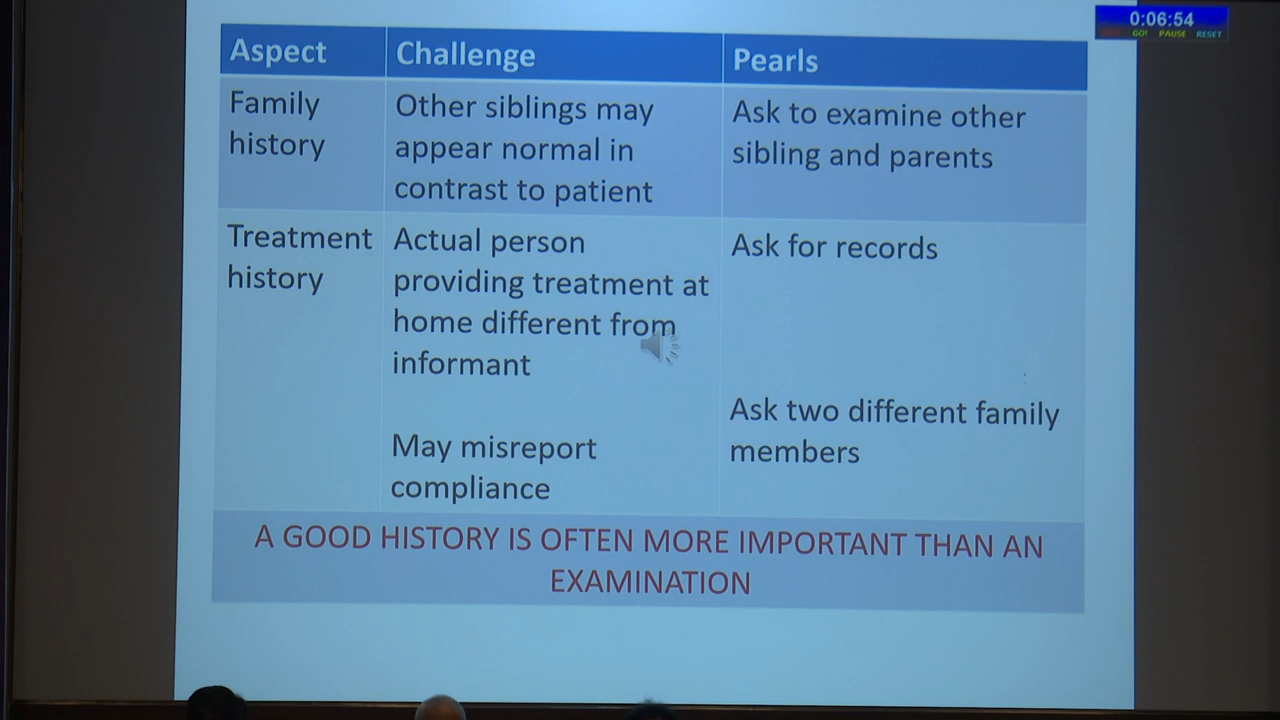 0:06:54
GO! PAUSE RESET
Aspect Challenge Pearls
Family Other siblings may Ask to examine other
history appear normal in sibling and parents
contrast to patient
Treatment Actual person Ask for records
history providing treatment at
home different from
informant
Ask two different family
May misreport members
compliance
A GOOD HISTORY IS OFTEN MORE IMPORTANT THAN AN
EXAMINATION